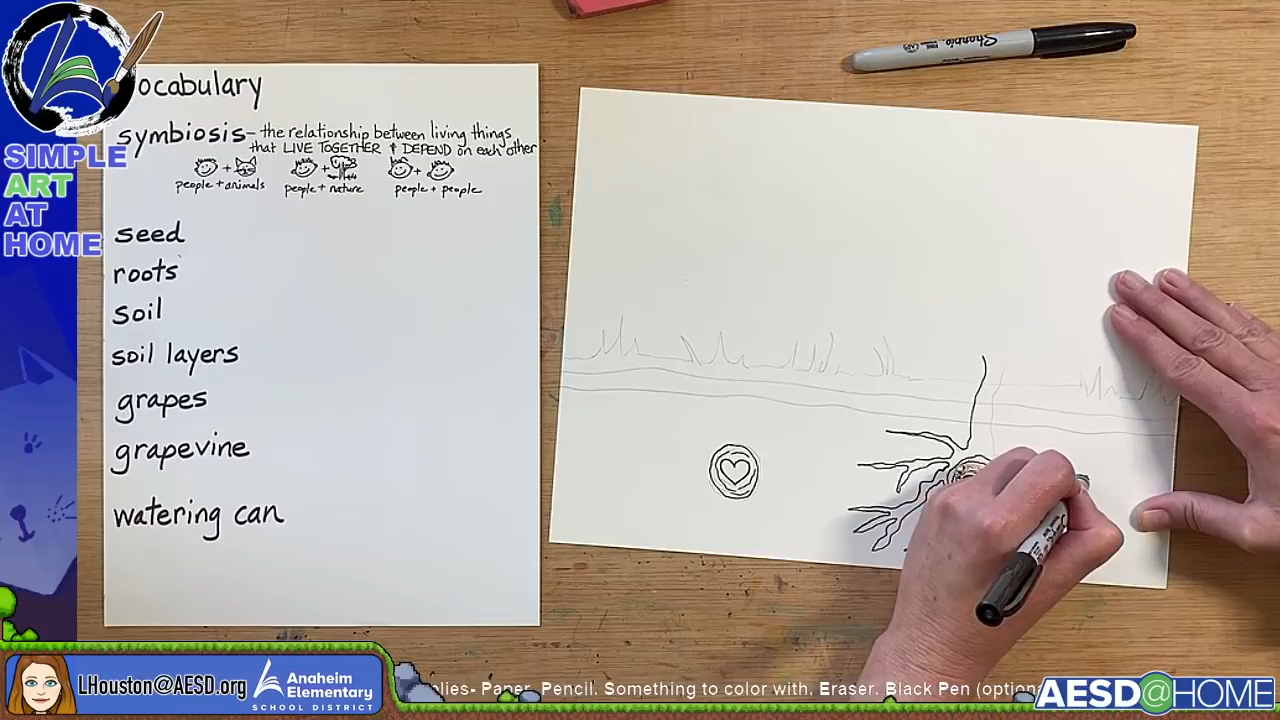 ocabulary
symbiosis - the relationship between living things
that LIVE TOGETHER & DEPEND on each other
people + animals people + nature people + people
seed
roots
soil
soil layers
grapes
grapevine
watering can
SIMPLE
ART
AT
HOME
Sharpie
LHouston@AESD.org
Anaheim
Elementary
SCHOOL DISTRICT
plies- Paper. Pencil. Something to color with. Eraser. Black Pen (option
AESD@HOME